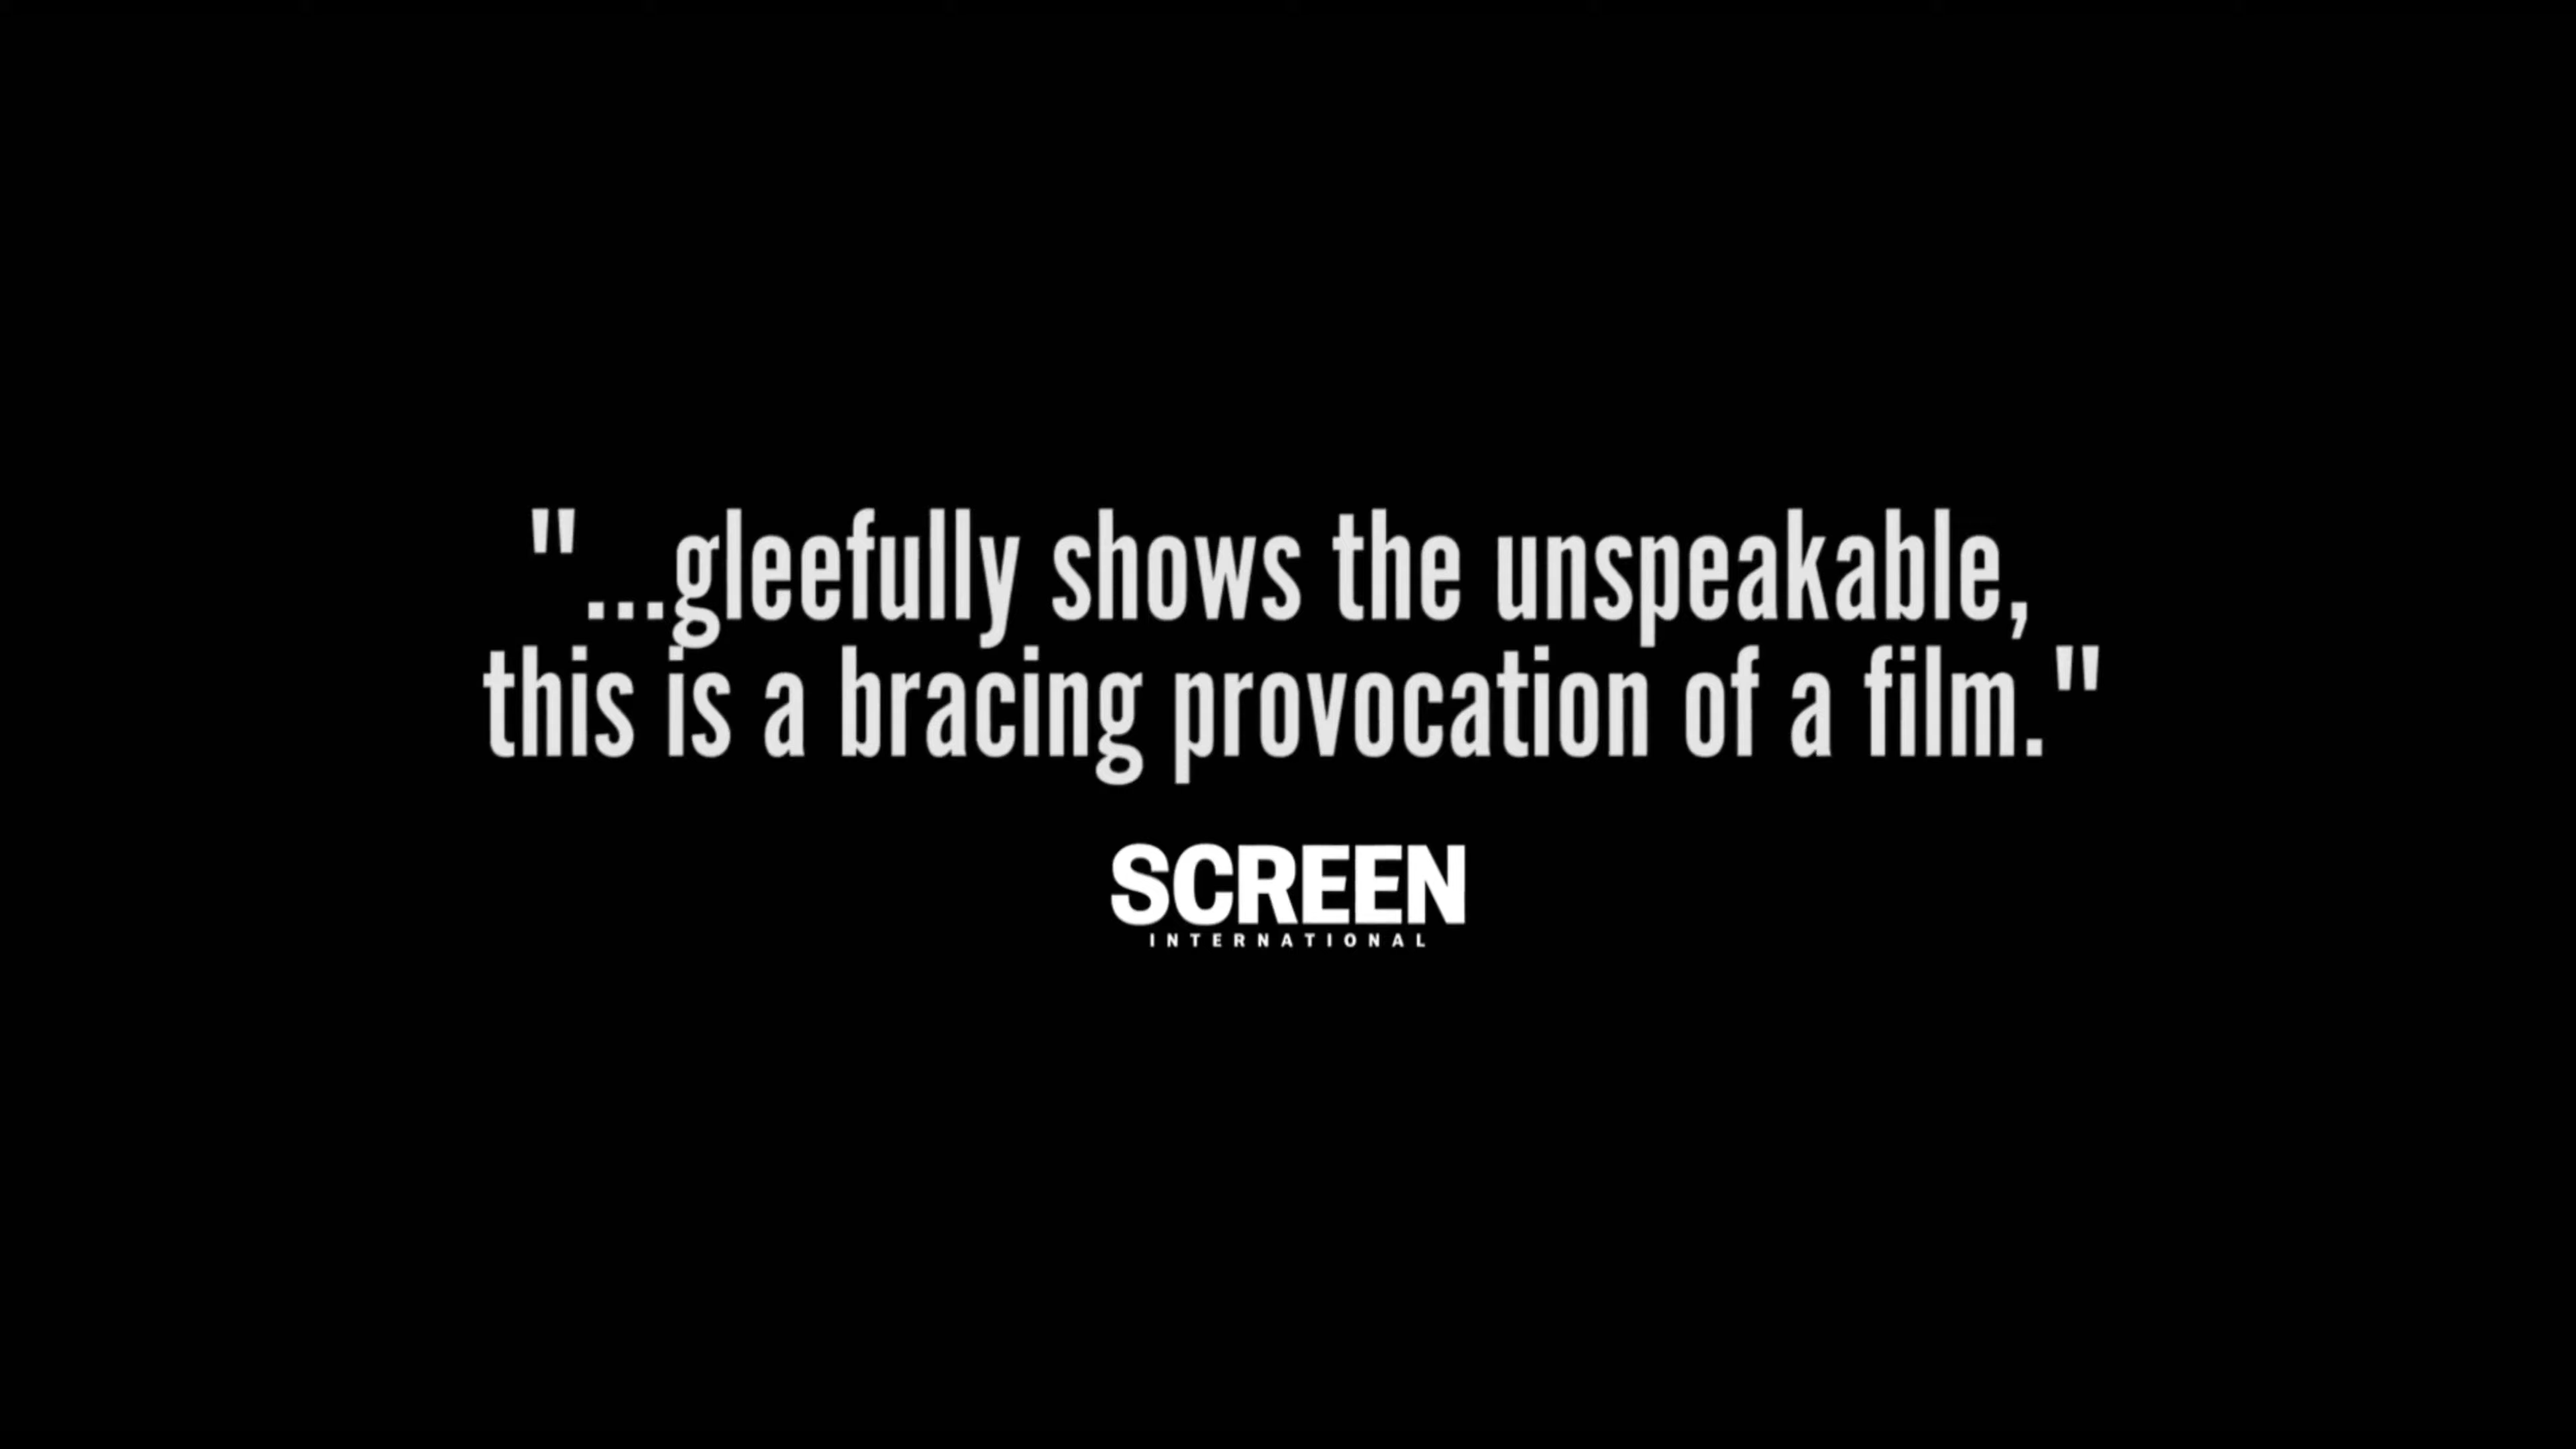 "...gleefully shows the unspeakable,
this is a bracing provocation of a film."
SCREEN
INTERNATIONAL